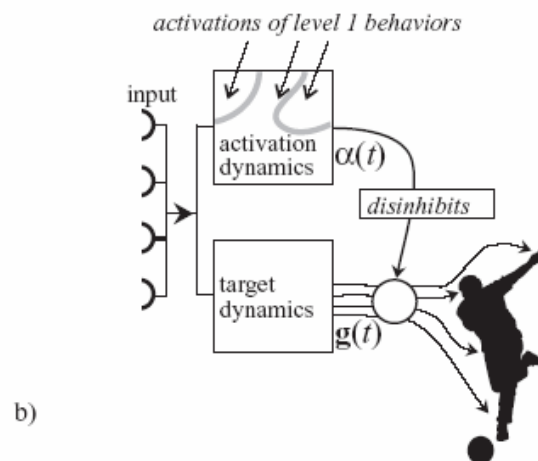 activations of level 1 behaviors
input
activation
dynamics
α(t)
disinhibits
target
dynamics
g(t)
b)